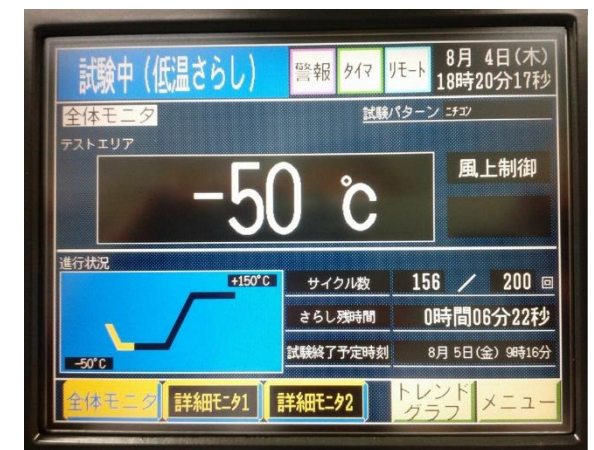 試験中(低温さらし) 警報 タイマ リモート 8月 4日(木)
18時20分17秒
全体モニタ 試験パターン ニチコン
テストエリア
-50 ℃ 風上制御
進行状況
+150℃ サイクル数 156 / 200 回
さらし残時間 0時間06分22秒
-50℃ 試験終了予定時刻 8月 5日(金) 9時16分
全体モニタ 詳細モニタ1 詳細モニタ2 トレンド
グラフ メニュー